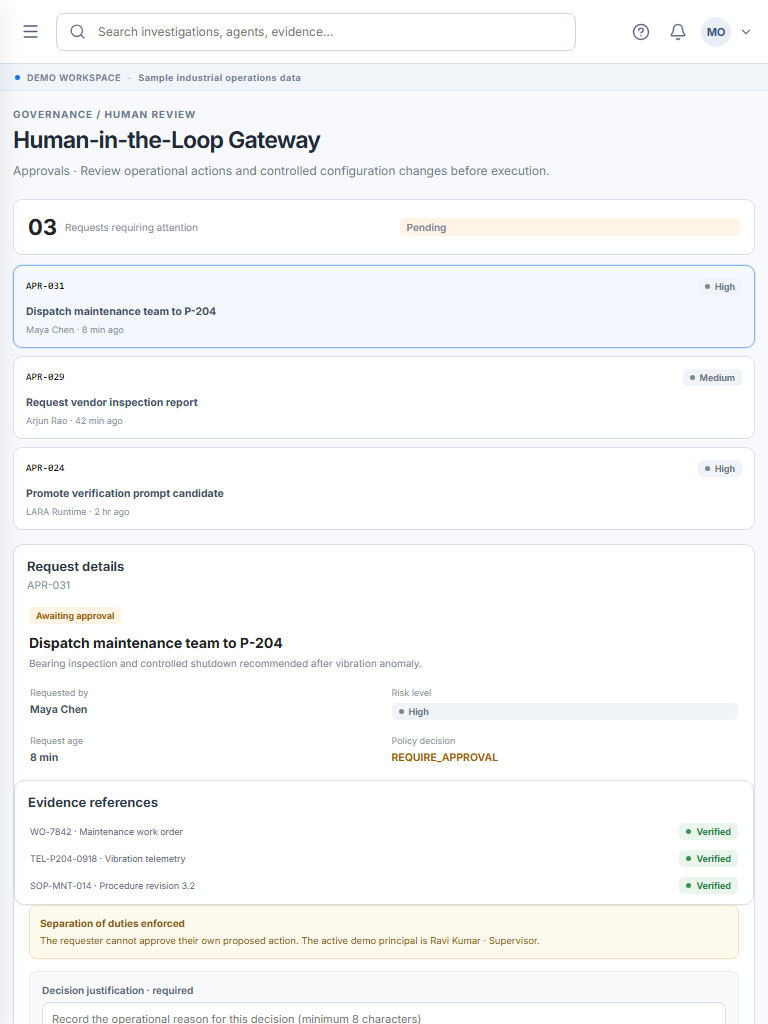 Search investigations, agents, evidence...
MO
DEMO WORKSPACE · Sample industrial operations data
GOVERNANCE / HUMAN REVIEW
Human-in-the-Loop Gateway
Approvals · Review operational actions and controlled configuration changes before execution.
03 Requests requiring attention
Pending
APR-031
High
Dispatch maintenance team to P-204
Maya Chen · 8 min ago
APR-029
Medium
Request vendor inspection report
Arjun Rao · 42 min ago
APR-024
High
Promote verification prompt candidate
LARA Runtime · 2 hr ago
Request details
APR-031
Awaiting approval
Dispatch maintenance team to P-204
Bearing inspection and controlled shutdown recommended after vibration anomaly.
Requested by
Maya Chen
Risk level
High
Request age
8 min
Policy decision
REQUIRE_APPROVAL
Evidence references
WO-7842 · Maintenance work order
Verified
TEL-P204-0918 · Vibration telemetry
Verified
SOP-MNT-014 · Procedure revision 3.2
Verified
Separation of duties enforced
The requester cannot approve their own proposed action. The active demo principal is Ravi Kumar · Supervisor.
Decision justification · required
Record the operational reason for this decision (minimum 8 characters)